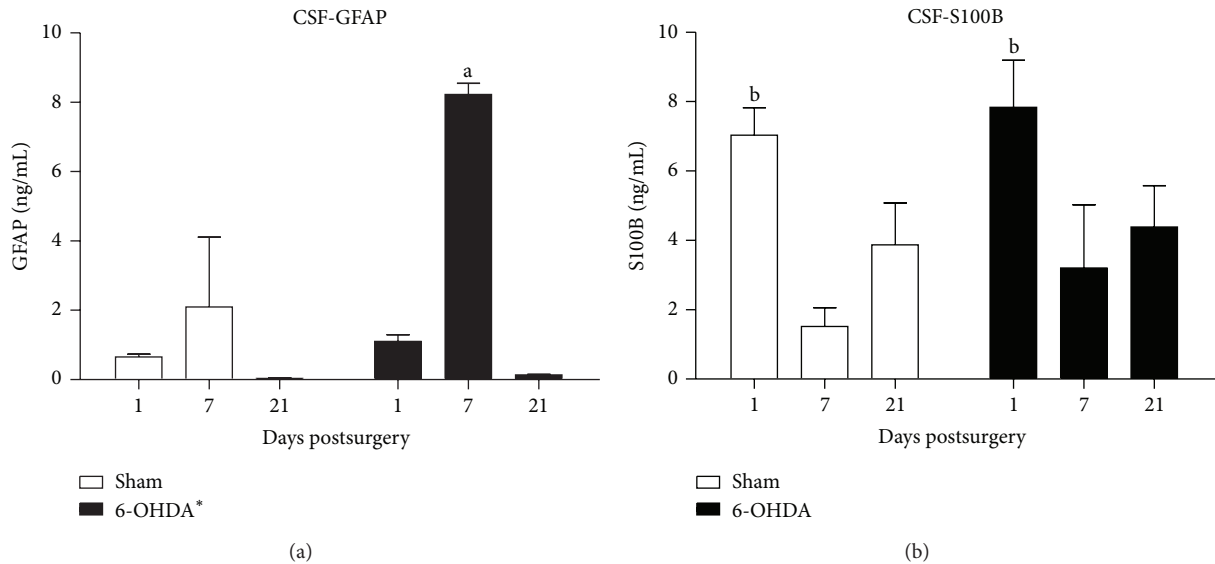 CSF-GFAP
10
8
6
4
2
0
GFAP (ng/mL)
a
1 7 21 1 7 21
Days postsurgery
Sham
6-OHDA*
(a)
CSF-S100B
10
8
6
4
2
0
S100B (ng/mL)
b
b
1 7 21 1 7 21
Days postsurgery
Sham
6-OHDA
(b)